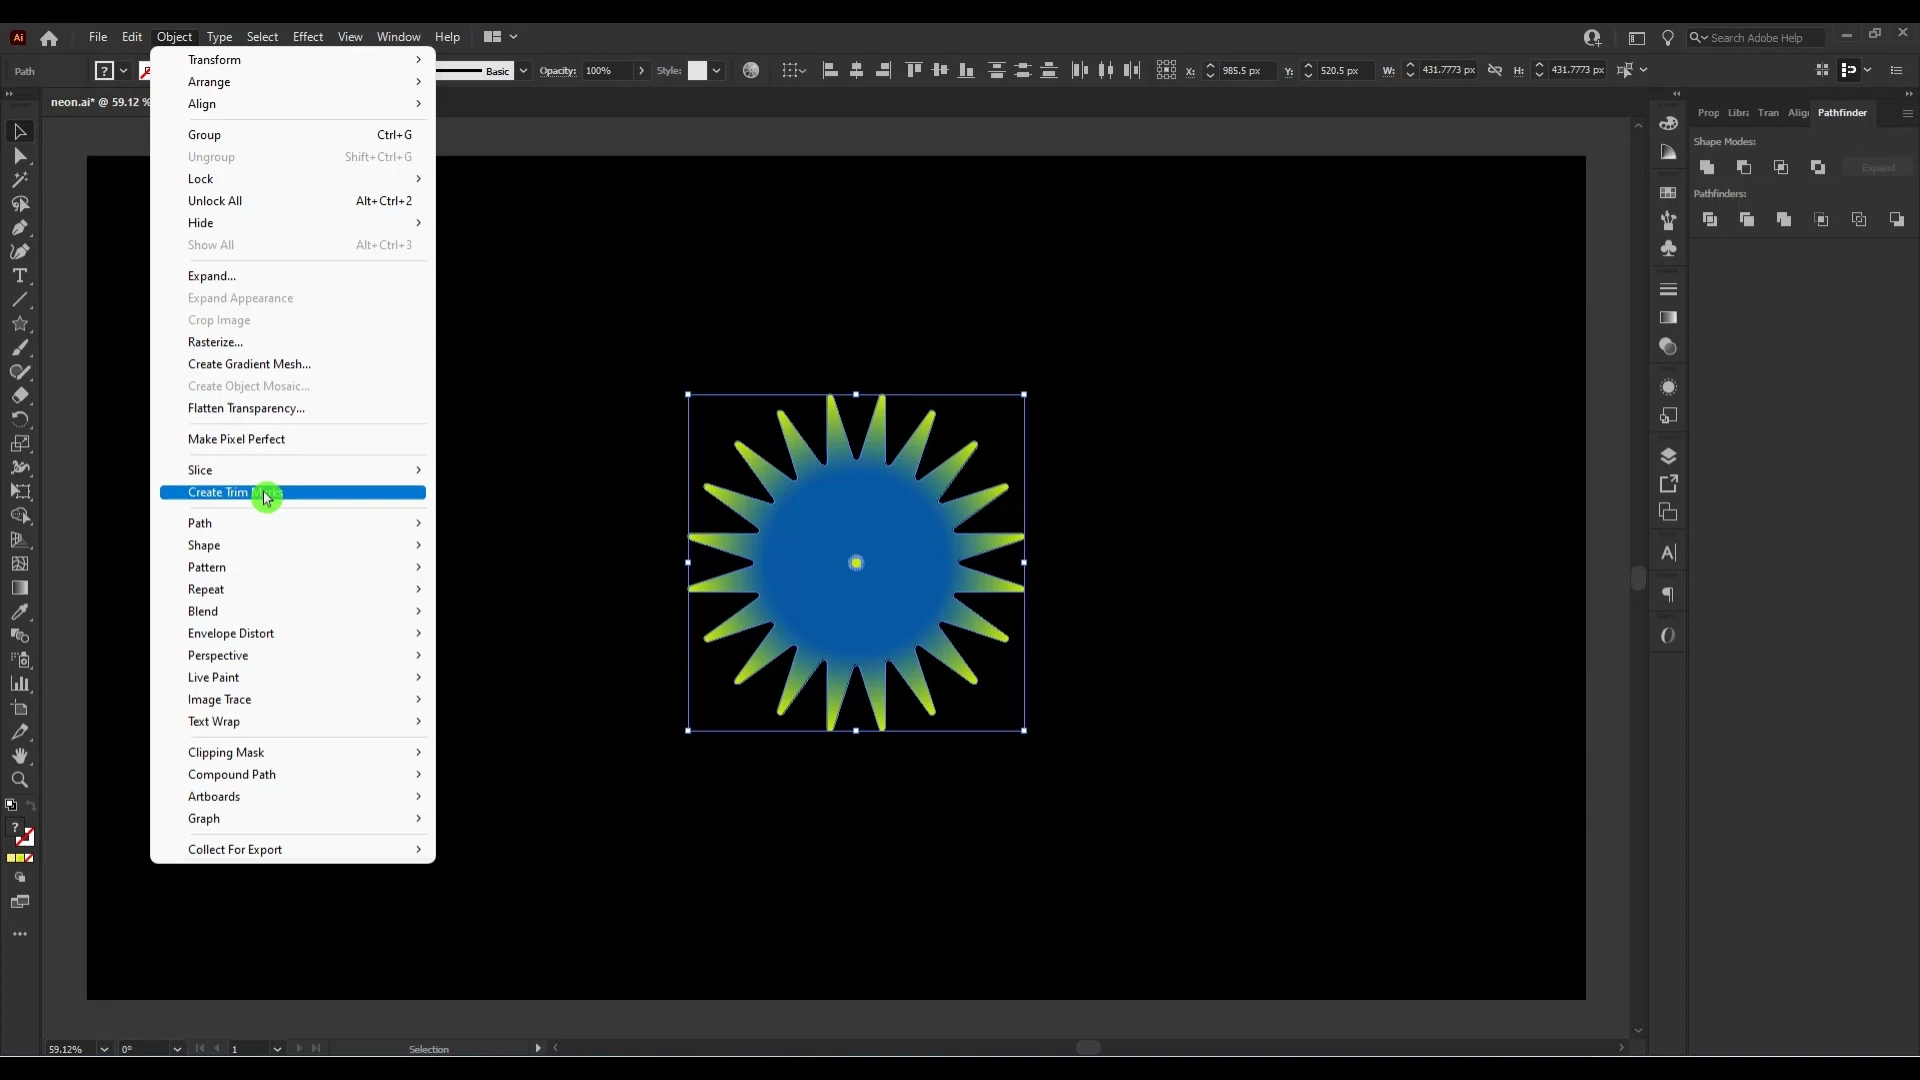 Ai File Edit Object Type Select Effect View Window Help Search Adobe Help
Path ? Basic Opacity: 100% Style: X: 985.5 px Y: 520.5 px W: 431.7773 px H: 431.7773 px
neon.ai* @ 59.12 %
Prop Libra Tran Alig Pathfinder
Shape Modes:
Expand
Pathfinders:
Transform
Arrange
Align
Group Ctrl+G
Ungroup Shift+Ctrl+G
Lock
Unlock All Alt+Ctrl+2
Hide
Show All Alt+Ctrl+3
Expand...
Expand Appearance
Crop Image
Rasterize...
Create Gradient Mesh...
Create Object Mosaic...
Flatten Transparency...
Make Pixel Perfect
Slice
Create Trim Marks
Path
Shape
Pattern
Repeat
Blend
Envelope Distort
Perspective
Live Paint
Image Trace
Text Wrap
Clipping Mask
Compound Path
Artboards
Graph
Collect For Export
?
59.12% 0° 1 Selection